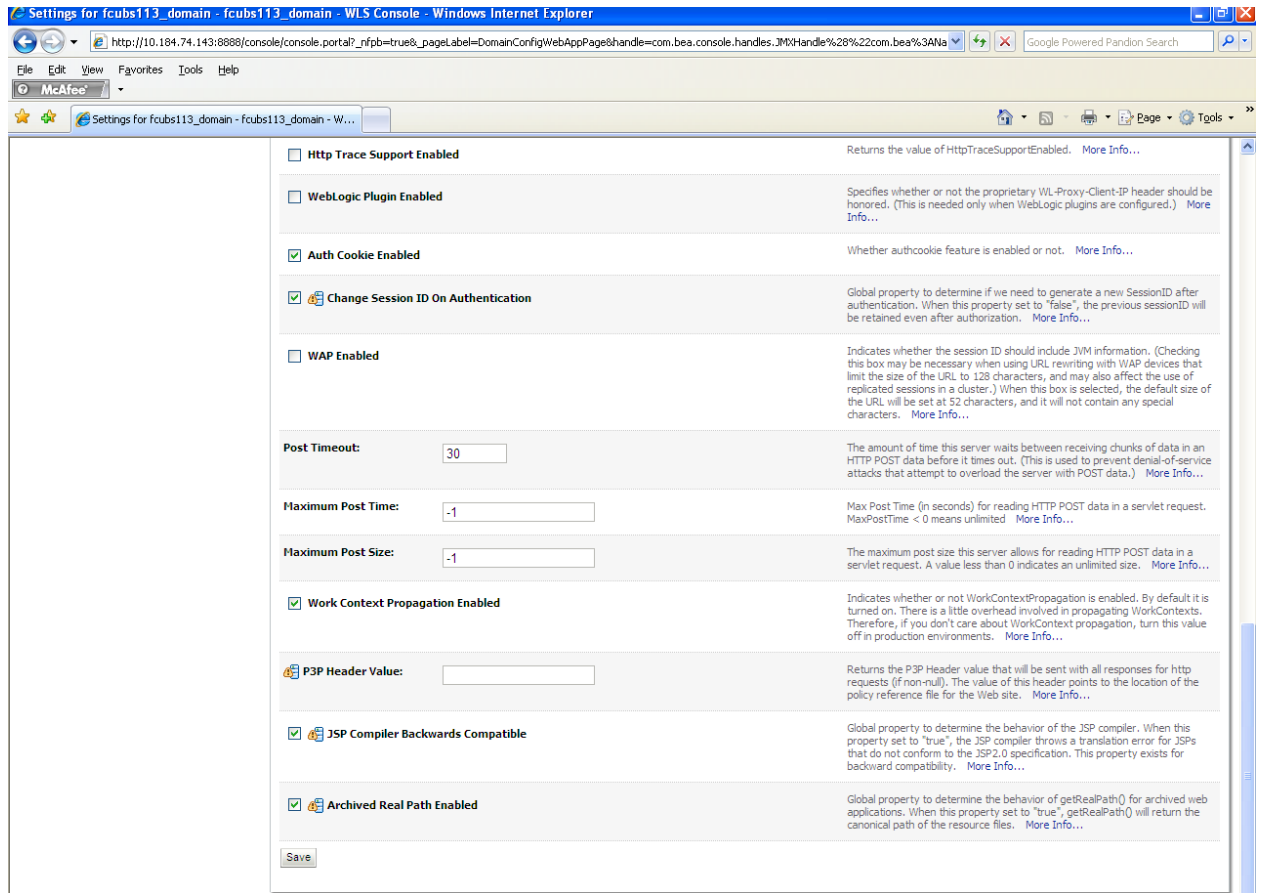 Settings for fcubs113_domain - fcubs113_domain - WLS Console - Windows Internet Explorer
http://10.184.74.143:8888/console/console.portal?_nfpb=true&_pageLabel=DomainConfigWebAppPage&handle=com.bea.console.handles.JMXHandle%28%22com.bea%3ANa
Google Powered Pandion Search
File Edit View Favorites Tools Help
McAfee
Settings for fcubs113_domain - fcubs113_domain - W...
Page Tools »
Http Trace Support Enabled
Returns the value of HttpTraceSupportEnabled. More Info...
WebLogic Plugin Enabled
Specifies whether or not the proprietary WL-Proxy-Client-IP header should be
honored. (This is needed only when WebLogic plugins are configured.) More
Info...
Auth Cookie Enabled
Whether authcookie feature is enabled or not. More Info...
Change Session ID On Authentication
Global property to determine if we need to generate a new SessionID after
authentication. When this property set to "false", the previous sessionID will
be retained even after authorization. More Info...
WAP Enabled
Indicates whether the session ID should include JVM information. (Checking
this box may be necessary when using URL rewriting with WAP devices that
limit the size of the URL to 128 characters, and may also affect the use of
replicated sessions in a cluster.) When this box is selected, the default size of
the URL will be set at 52 characters, and it will not contain any special
characters. More Info...
Post Timeout:
30
The amount of time this server waits between receiving chunks of data in an
HTTP POST data before it times out. (This is used to prevent denial-of-service
attacks that attempt to overload the server with POST data.) More Info...
Maximum Post Time:
-1
Max Post Time (in seconds) for reading HTTP POST data in a servlet request.
MaxPostTime < 0 means unlimited More Info...
Maximum Post Size:
-1
The maximum post size this server allows for reading HTTP POST data in a
servlet request. A value less than 0 indicates an unlimited size. More Info...
Work Context Propagation Enabled
Indicates whether or not WorkContextPropagation is enabled. By default it is
turned on. There is a little overhead involved in propagating WorkContexts.
Therefore, if you don't care about WorkContext propagation, turn this value
off in production environments. More Info...
P3P Header Value:
Returns the P3P Header value that will be sent with all responses for http
requests (if non-null). The value of this header points to the location of the
policy reference file for the Web site. More Info...
JSP Compiler Backwards Compatible
Global property to determine the behavior of the JSP compiler. When this
property set to "true", the JSP compiler throws a translation error for JSPs
that do not conform to the JSP2.0 specification. This property exists for
backward compatibility. More Info...
Archived Real Path Enabled
Global property to determine the behavior of getRealPath() for archived web
applications. When this property set to "true", getRealPath() will return the
canonical path of the resource files. More Info...
Save